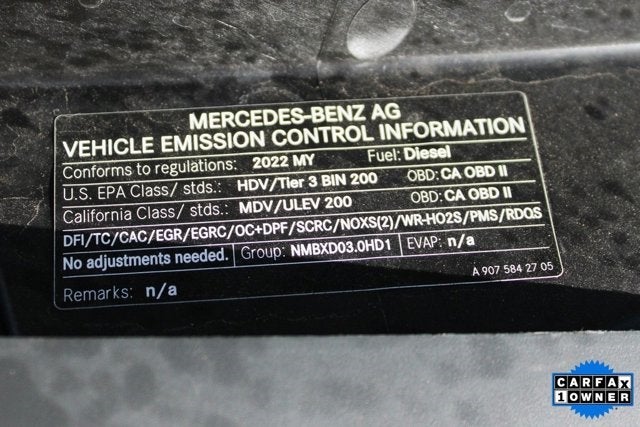 MERCEDES-BENZ AG
VEHICLE EMISSION CONTROL INFORMATION
Conforms to regulations: 2022 MY Fuel: Diesel
U.S. EPA Class/ stds.: HDV/Tier 3 BIN 200 OBD: CA OBD II
California Class/ stds.: MDV/ULEV 200 OBD: CA OBD II
DFI/TC/CAC/EGR/EGRC/OC+DPF/SCRC/NOXS(2)/WR-HO2S/PMS/RDQS
No adjustments needed. Group: NMBXD03.0HD1 EVAP: n/a
A 907 584 27 05
Remarks: n/a
CARFAX
1 OWNER